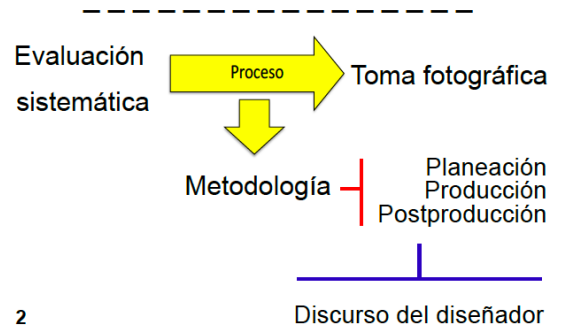 Evaluación
sistemática
Proceso
Toma fotográfica
Metodología
Planeación
Producción
Postproducción
2
Discurso del diseñador